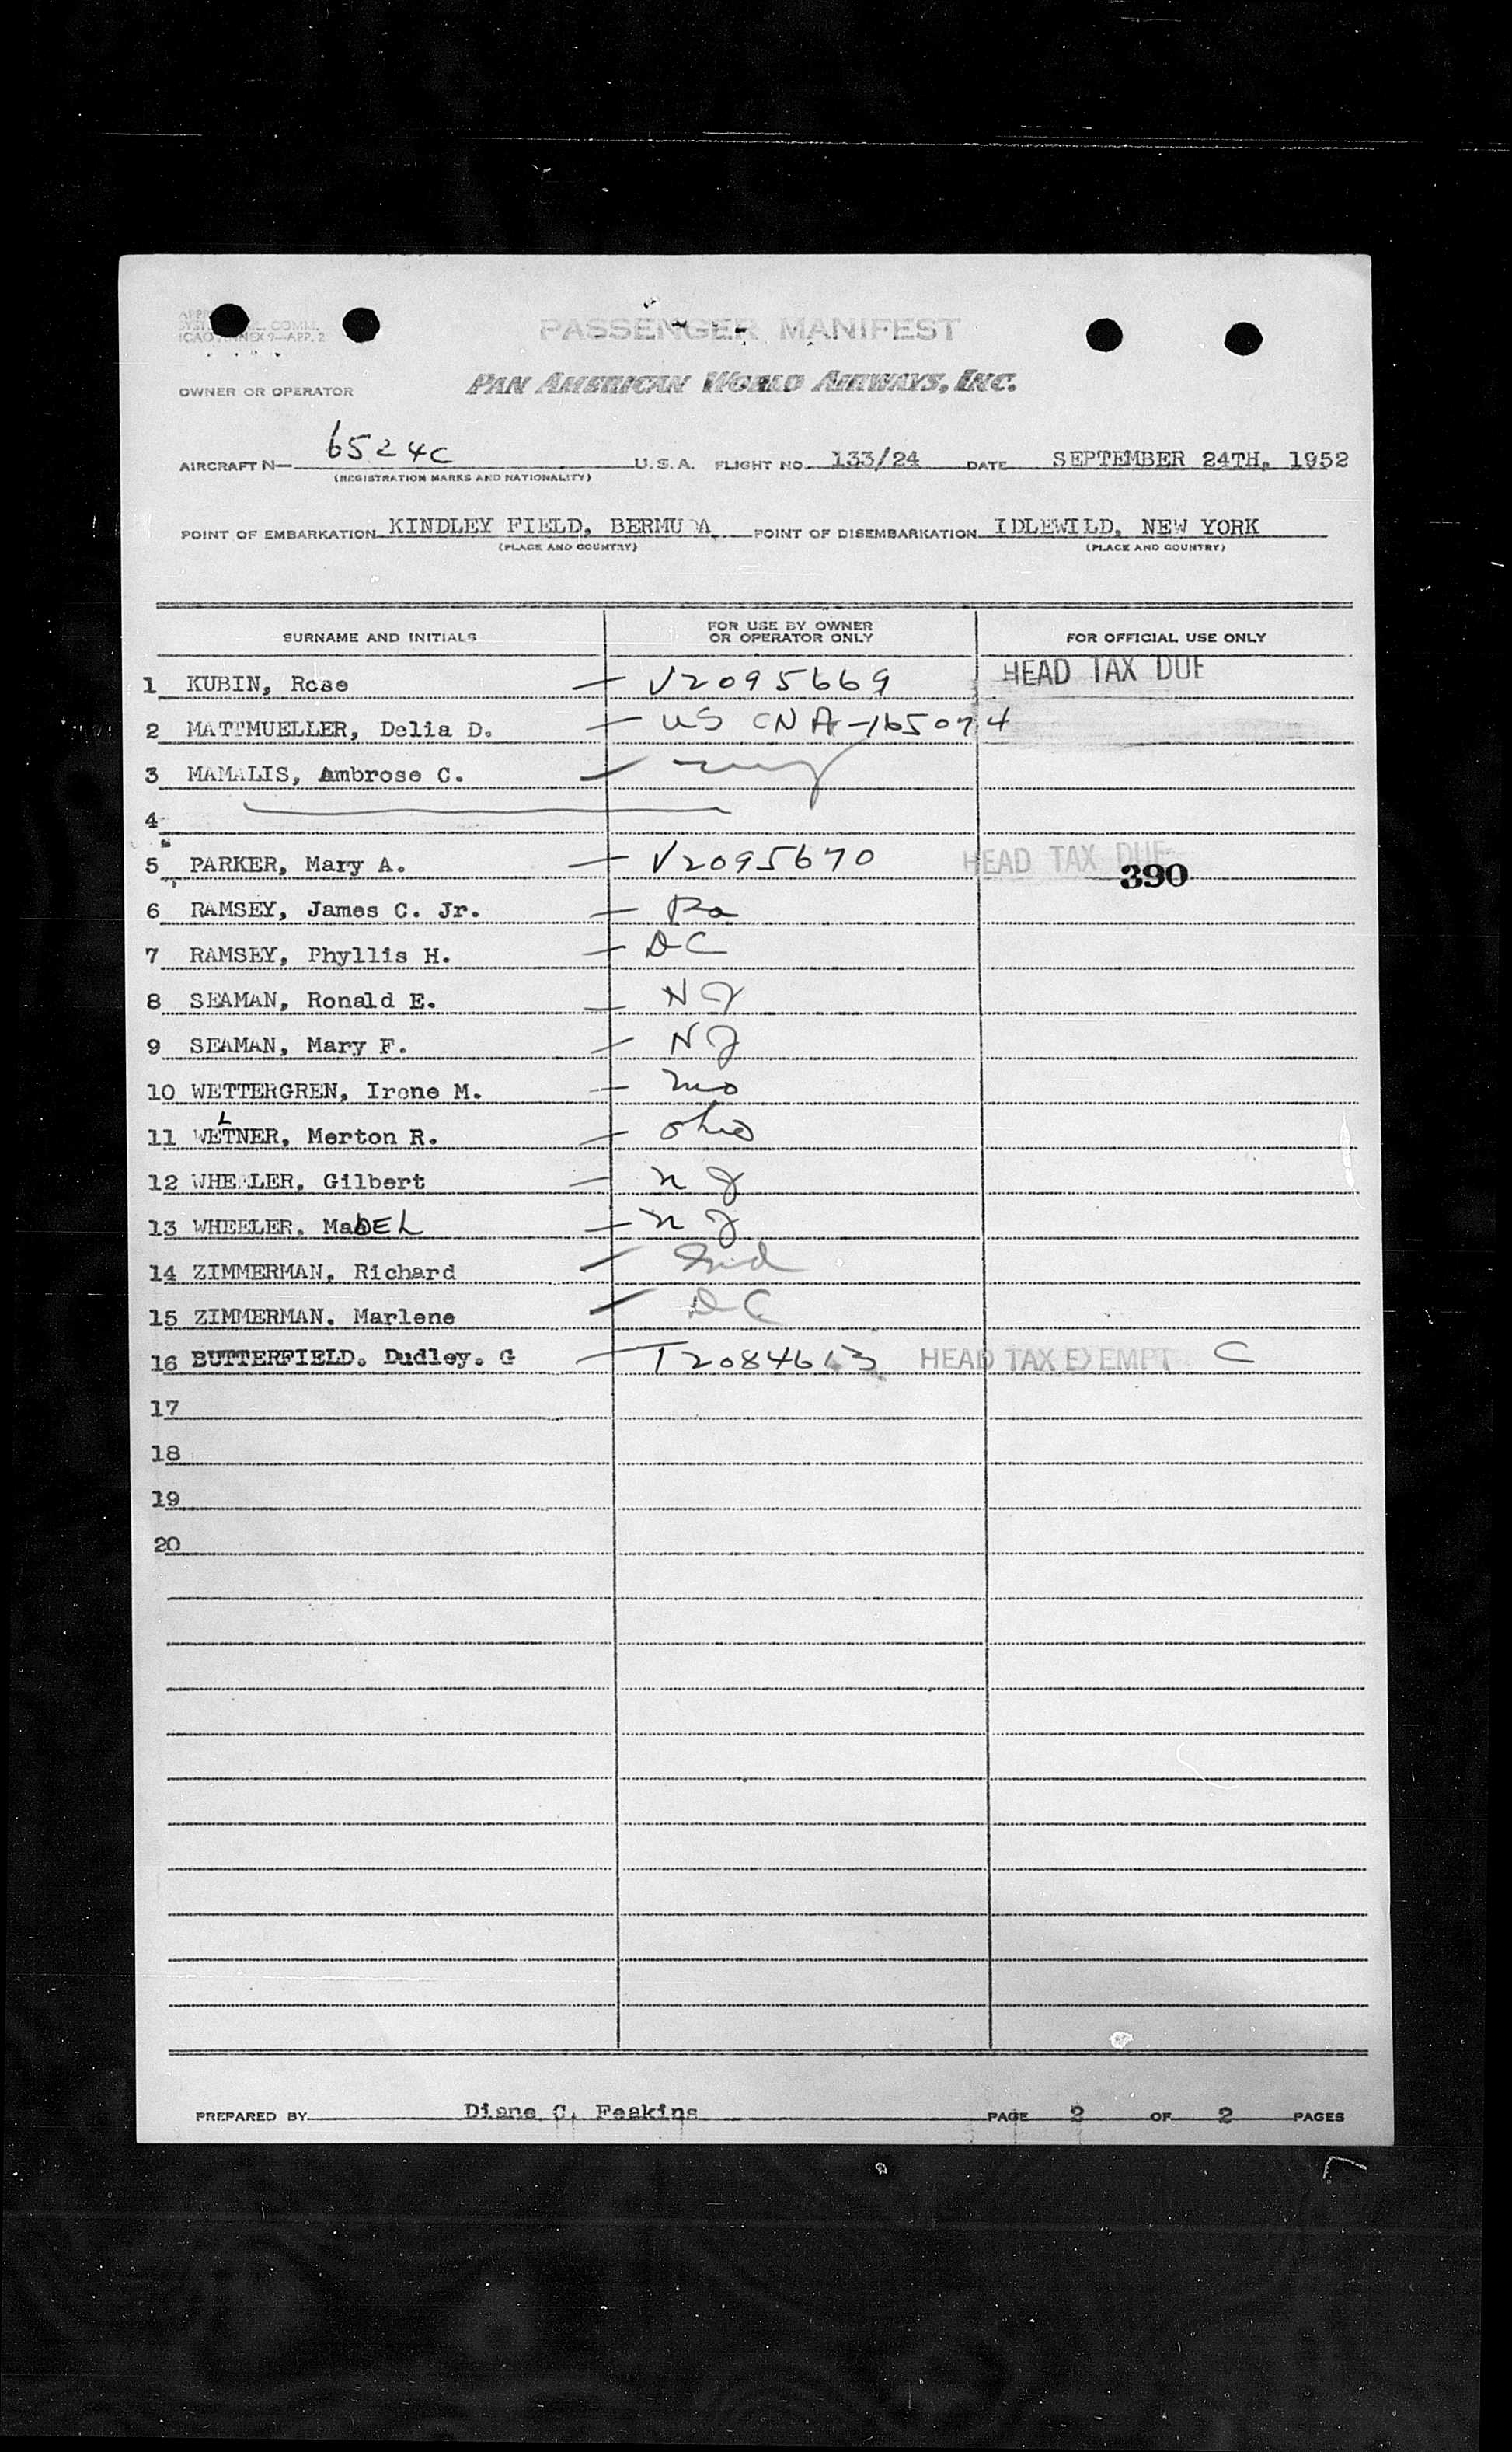 ICAO ANNEX 9—APP. 2
PASSENGER MANIFEST
OWNER OR OPERATOR PAN AMERICAN WORLD AIRWAYS, INC.
AIRCRAFT N— 6524C U.S.A. FLIGHT NO. 133/24 DATE SEPTEMBER 24TH, 1952
(REGISTRATION MARKS AND NATIONALITY)
POINT OF EMBARKATION KINDLEY FIELD, BERMUDA POINT OF DISEMBARKATION IDLEWILD, NEW YORK
(PLACE AND COUNTRY) (PLACE AND COUNTRY)
SURNAME AND INITIALS FOR USE BY OWNER OR OPERATOR ONLY FOR OFFICIAL USE ONLY
1 KUBIN, Rose — V2095669 HEAD TAX DUE
2 MATTMUELLER, Delia D. — US CN A-165074
3 MAMALIS, Ambrose C. —
4
5 PARKER, Mary A. — V2095670 HEAD TAX DUE 390
6 RAMSEY, James C. Jr. — Pa
7 RAMSEY, Phyllis H. — DC
8 SEAMAN, Ronald E. — NJ
9 SEAMAN, Mary F. — NJ
10 WETTERGREN, Irene M. — mo
11 WELTNER, Merton R. — Ohio
12 WHEELER, Gilbert — n J
13 WHEELER. MabEL — n J
14 ZIMMERMAN, Richard —
15 ZIMMERMAN. Marlene — DC
16 BUTTERFIELD. Dudley. G — T2084613 HEAD TAX EXEMPT C
17
18
19
20
PREPARED BY Diane C. Feakins PAGE 2 OF 2 PAGES